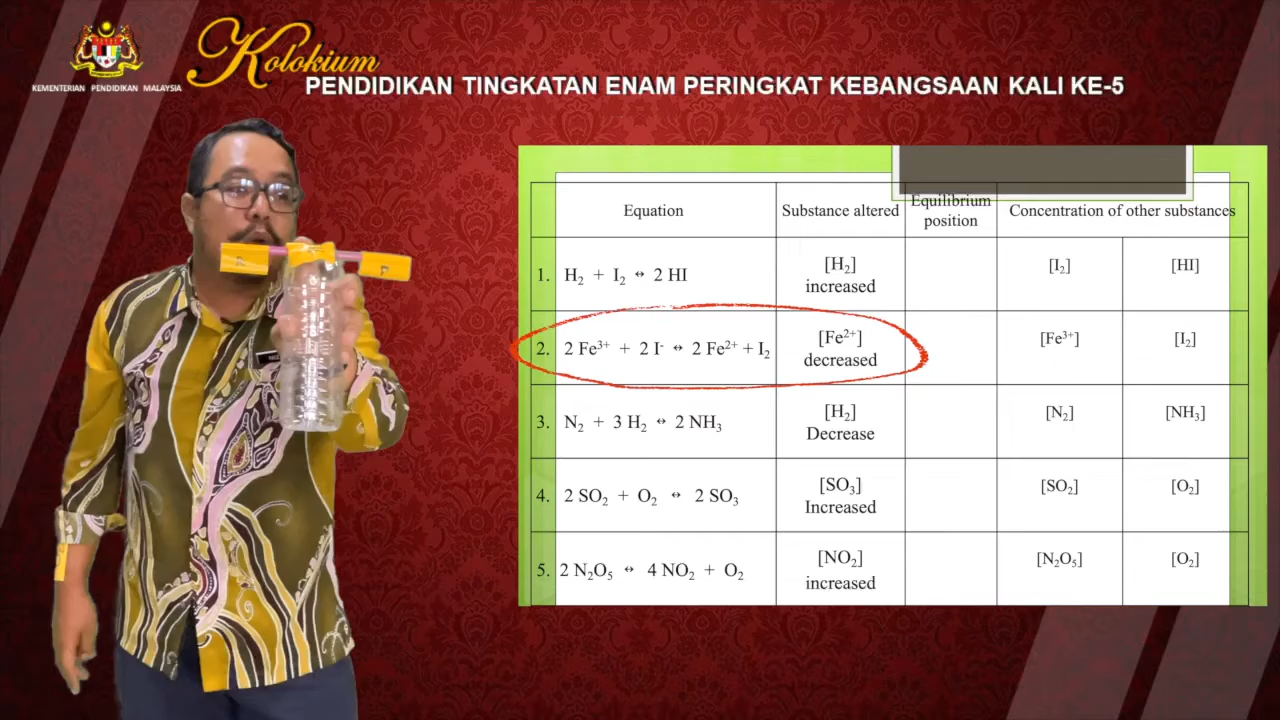 Kolokium
KEMENTERIAN PENDIDIKAN MALAYSIA
PENDIDIKAN TINGKATAN ENAM PERINGKAT KEBANGSAAN KALI KE-5
Equation
Substance altered
Equilibrium
position
Concentration of other substances
1. H₂ + I₂ ↔ 2 HI
[H₂]
increased
[I₂]
[HI]
2. 2 Fe³⁺ + 2 I⁻ ↔ 2 Fe²⁺ + I₂
[Fe²⁺]
decreased
[Fe³⁺]
[I₂]
3. N₂ + 3 H₂ ↔ 2 NH₃
[H₂]
Decrease
[N₂]
[NH₃]
4. 2 SO₂ + O₂ ↔ 2 SO₃
[SO₃]
Increased
[SO₂]
[O₂]
5. 2 N₂O₅ ↔ 4 NO₂ + O₂
[NO₂]
increased
[N₂O₅]
[O₂]